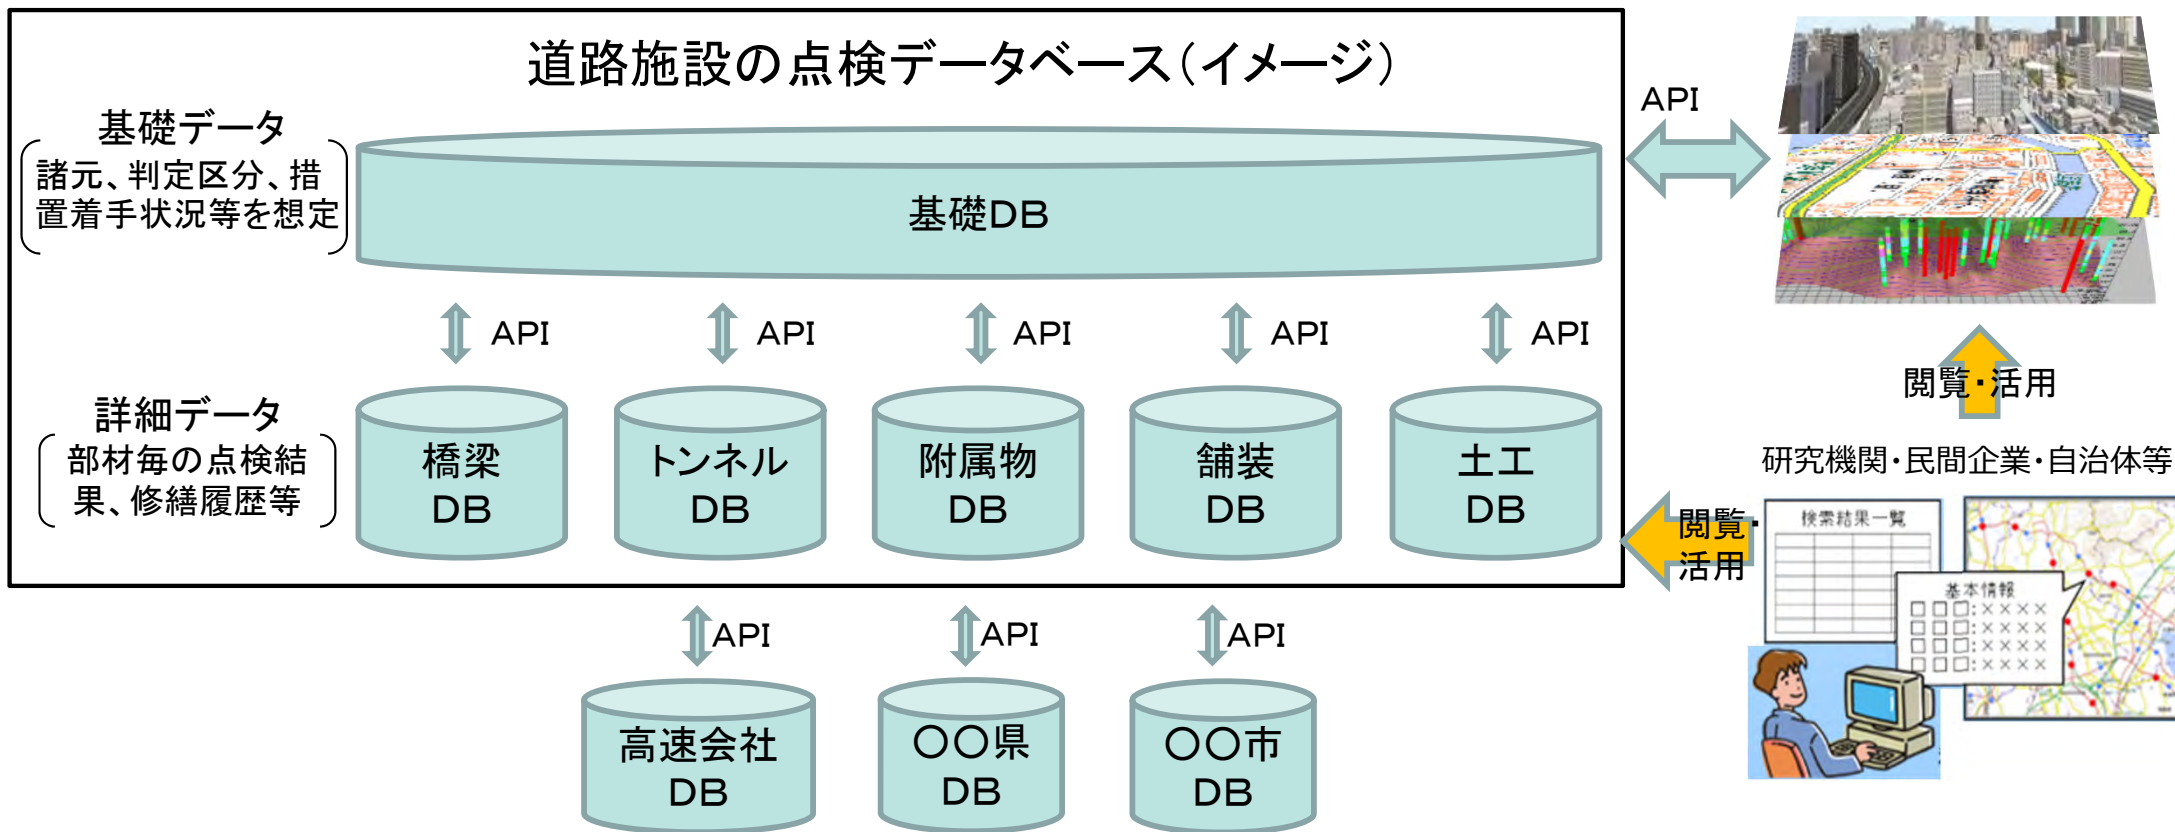 道路施設の点検データベース（イメージ）
基礎データ
諸元、判定区分、措
置着手状況等を想定
基礎DB
API
API
API
API
API
API
詳細データ
部材毎の点検結
果、修繕履歴等
橋梁
DB
トンネル
DB
附属物
DB
舗装
DB
土工
DB
閲覧・活用
研究機関・民間企業・自治体等
閲覧・
活用
検索結果一覧
基本情報
□□□：××××
□□□：××××
□□□：××××
□□□：××××
API
API
API
高速会社
DB
〇〇県
DB
〇〇市
DB